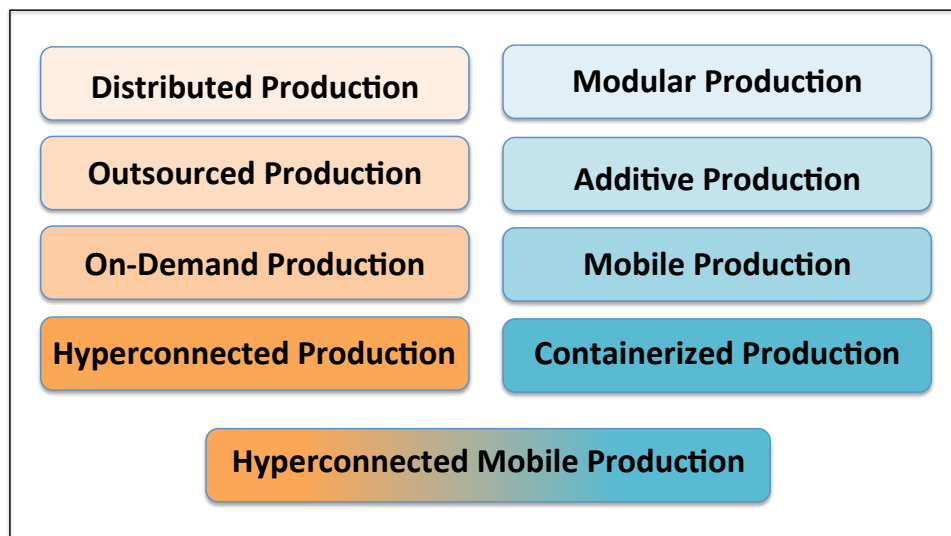 Distributed Production
Modular Production
Outsourced Production
Additive Production
On-Demand Production
Mobile Production
Hyperconnected Production
Containerized Production
Hyperconnected Mobile Production